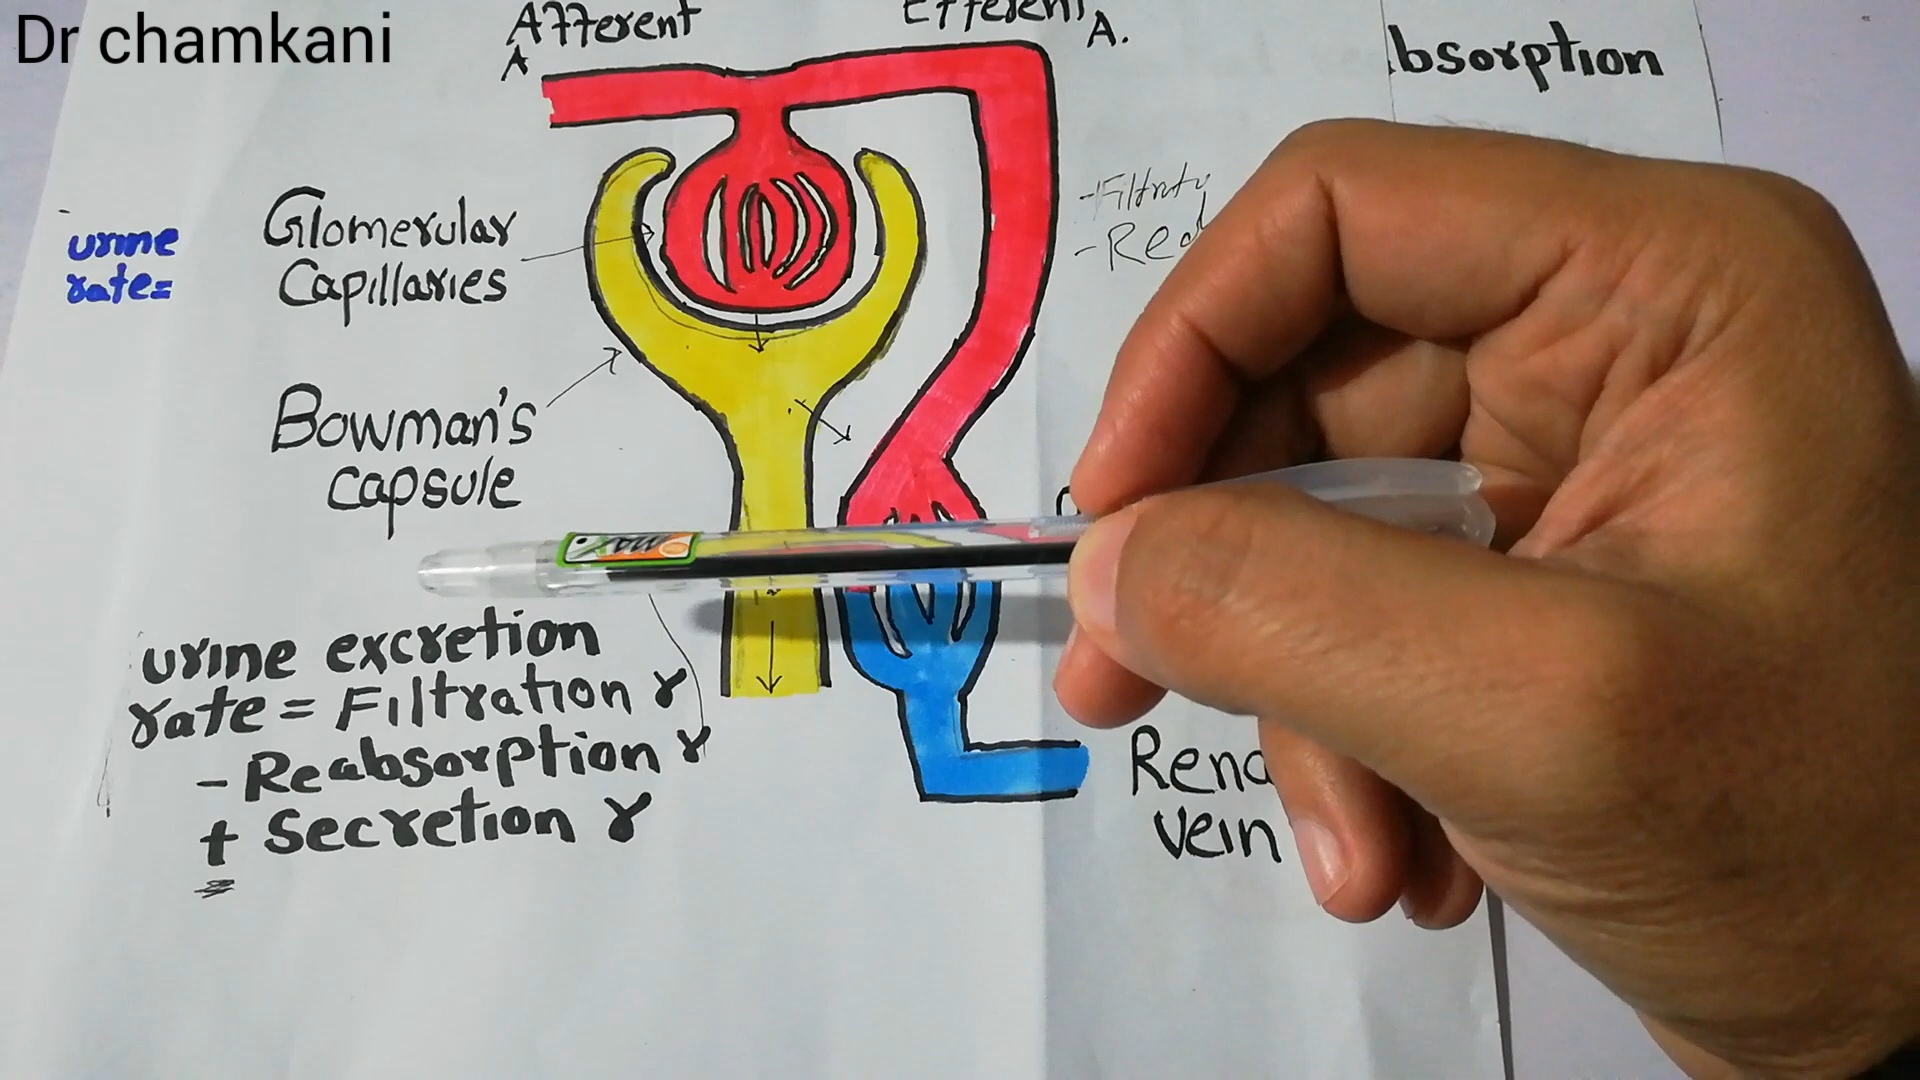 Dr chamkani
Afferent
A
Efferent
A.
bsorption
urine
rate=
Glomerular
Capillaries
-Filtrati
-Rea
Bowman's
capsule
urine excretion
rate = Filtration r
- Reabsorption r
+ Secretion r
=
Rena
vein